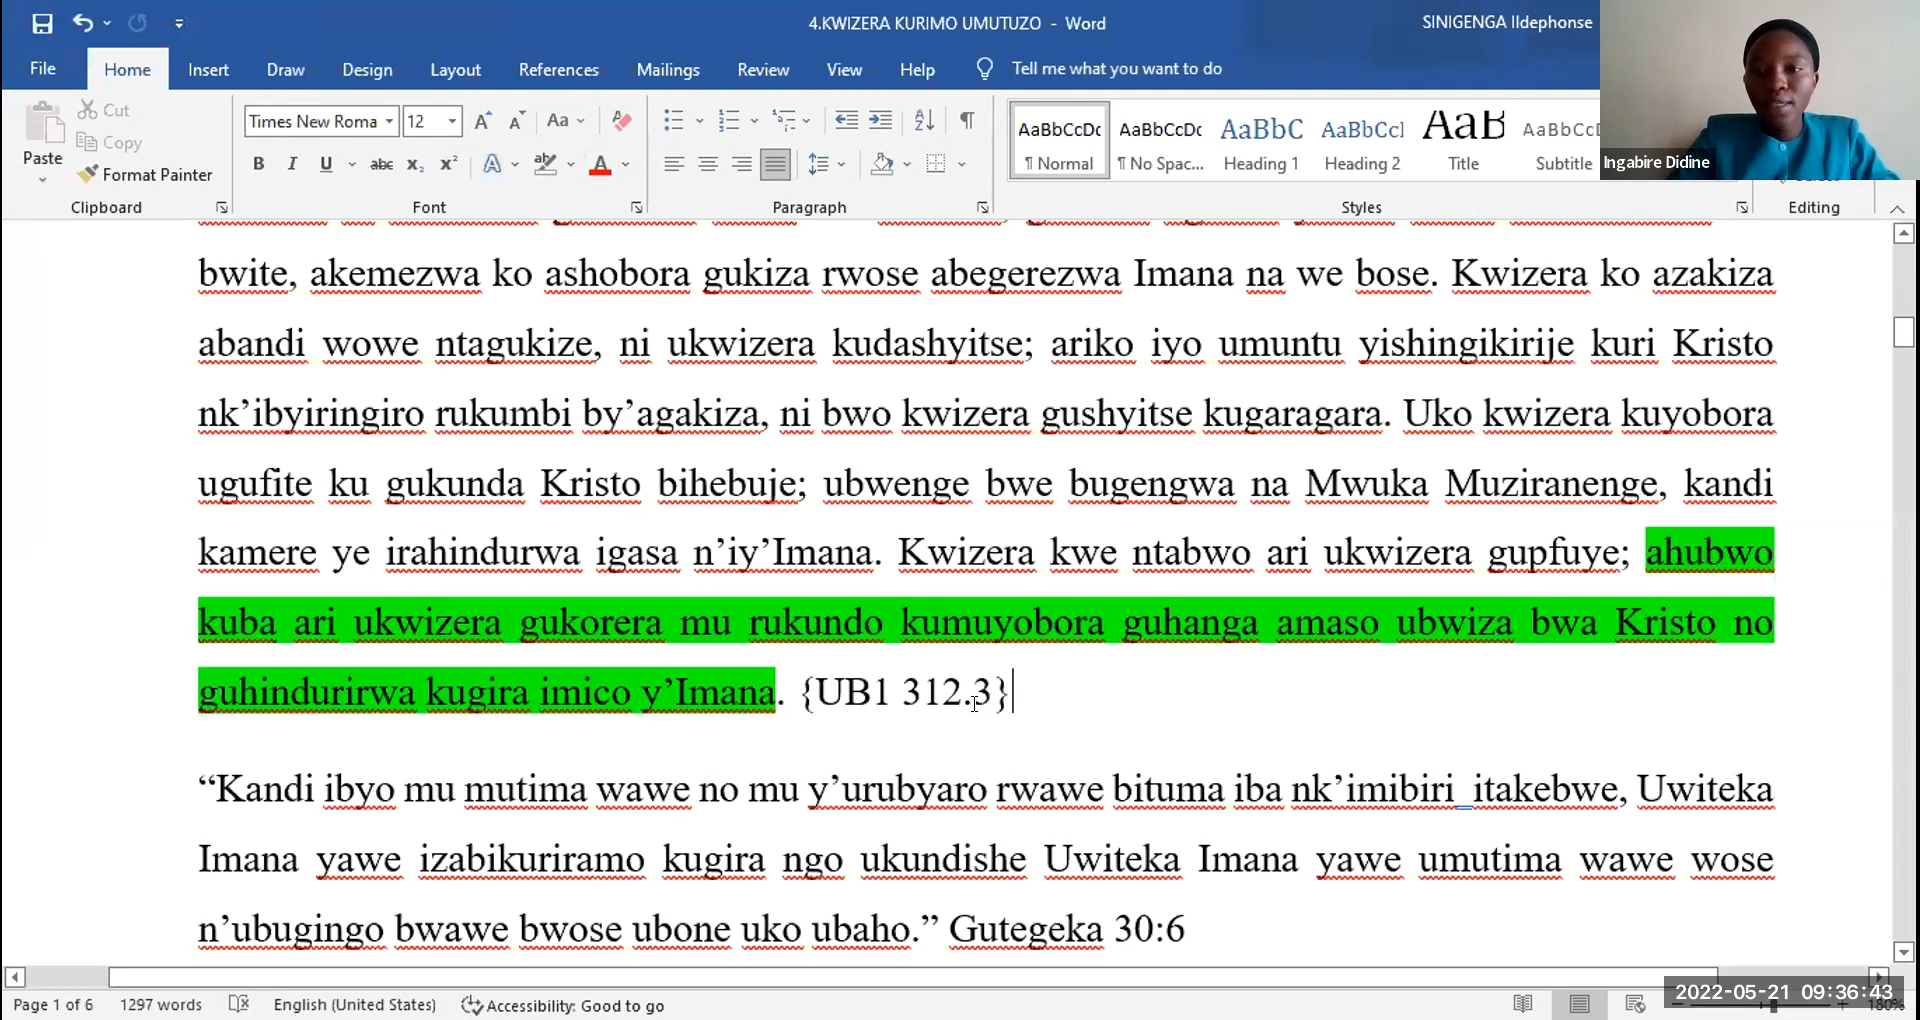 4.KWIZERA KURIMO UMUTUZO - Word
SINIGENGA Ildephonse
File Home Insert Draw Design Layout References Mailings Review View Help Tell me what you want to do
Paste
Cut
Copy
Format Painter
Clipboard
Times New Roma 12
Aa
B I U abc x₂ x² A A
Font
Paragraph
AaBbCcDc AaBbCcDc AaBbC AaBbCcl AaB AaBbCcD
¶ Normal ¶ No Spac... Heading 1 Heading 2 Title Subtitle
Styles
Editing
Ingabire Didine
bwite, akemezwa ko ashobora gukiza rwose abegerezwa Imana na we bose. Kwizera ko azakiza
abandi wowe ntagukize, ni ukwizera kudashyitse; ariko iyo umuntu yishingikirije kuri Kristo
nk’ibyiringiro rukumbi by’agakiza, ni bwo kwizera gushyitse kugaragara. Uko kwizera kuyobora
ugufite ku gukunda Kristo bihebuje; ubwenge bwe bugengwa na Mwuka Muziranenge, kandi
kamere ye irahindurwa igasa n’iy’Imana. Kwizera kwe ntabwo ari ukwizera gupfuye; ahubwo
kuba ari ukwizera gukorera mu rukundo kumuyobora guhanga amaso ubwiza bwa Kristo no
guhindurirwa kugira imico y’Imana. {UB1 312.3}
“Kandi ibyo mu mutima wawe no mu y’urubyaro rwawe bituma iba nk’imibiri itakebwe, Uwiteka
Imana yawe izabikuriramo kugira ngo ukundishe Uwiteka Imana yawe umutima wawe wose
n’ubugingo bwawe bwose ubone uko ubaho.” Gutegeka 30:6
Page 1 of 6 1297 words English (United States) Accessibility: Good to go
2022-05-21 09:36:43
180%